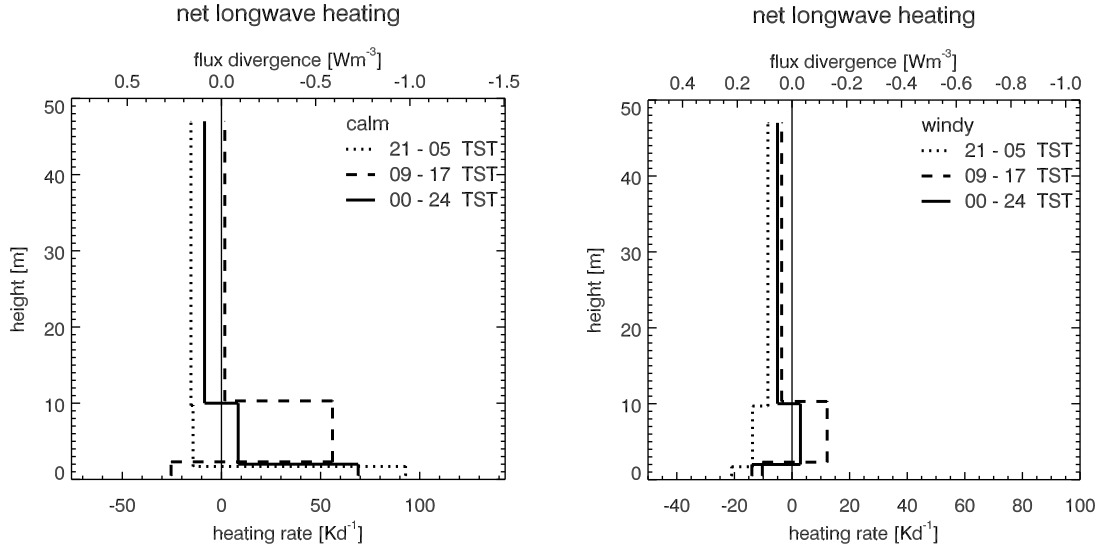 net longwave heating
flux divergence [Wm-3]
0.5 0.0 -0.5 -1.0 -1.5
50
40
30
20
10
0
height [m]
calm
21 - 05 TST
09 - 17 TST
00 - 24 TST
-50 0 50 100
heating rate [Kd-1]
net longwave heating
flux divergence [Wm-3]
0.4 0.2 0.0 -0.2 -0.4 -0.6 -0.8 -1.0
50
40
30
20
10
0
height [m]
windy
21 - 05 TST
09 - 17 TST
00 - 24 TST
-40 -20 0 20 40 60 80 100
heating rate [Kd-1]